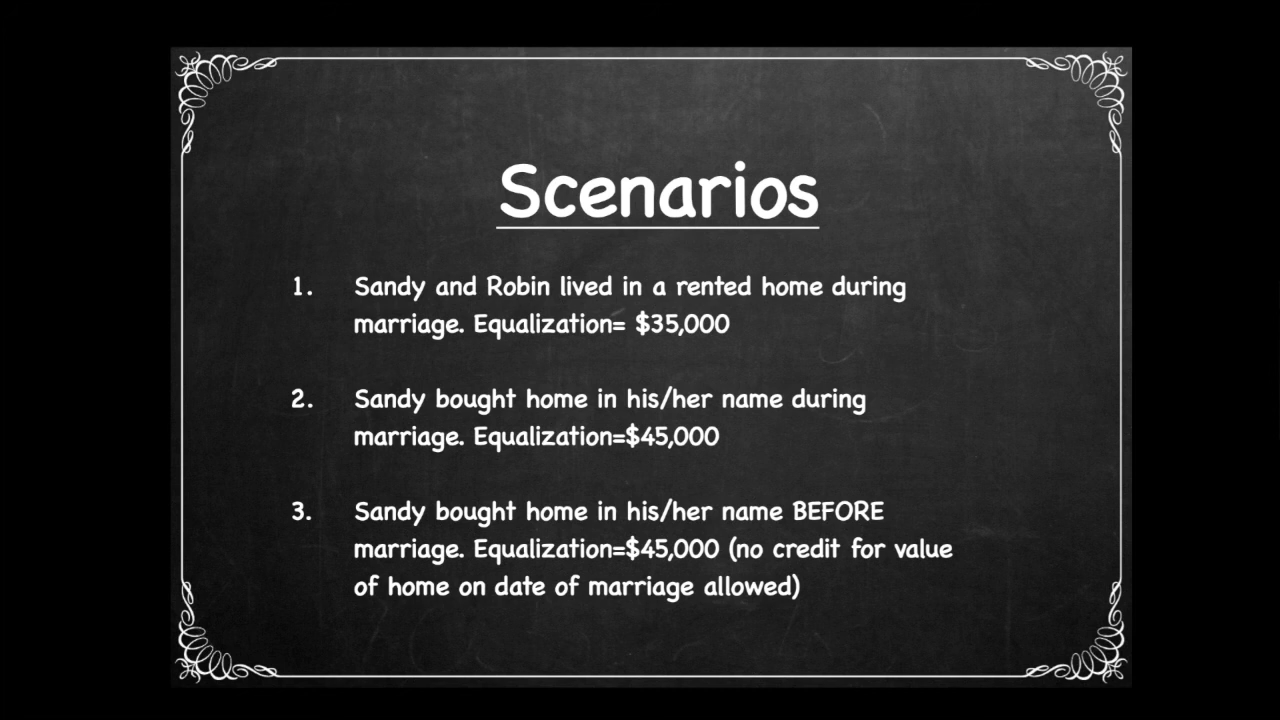 Scenarios
1. Sandy and Robin lived in a rented home during
marriage. Equalization= $35,000
2. Sandy bought home in his/her name during
marriage. Equalization=$45,000
3. Sandy bought home in his/her name BEFORE
marriage. Equalization=$45,000 (no credit for value
of home on date of marriage allowed)